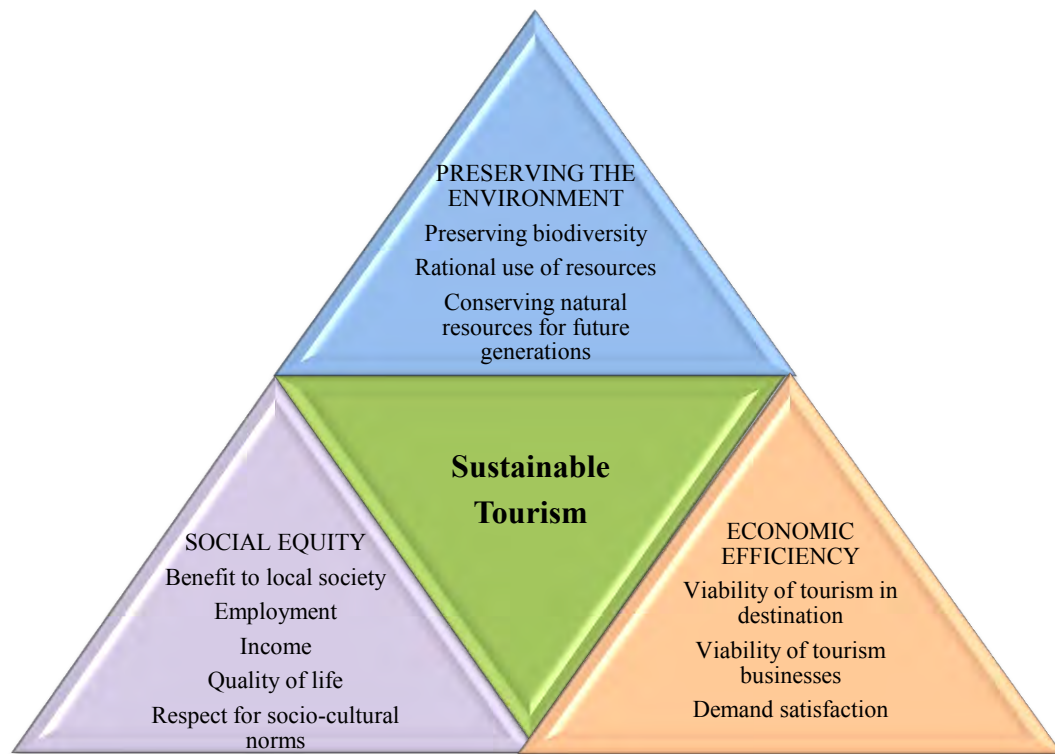 PRESERVING THE
ENVIRONMENT
Preserving biodiversity
Rational use of resources
Conserving natural
resources for future
generations
Sustainable
Tourism
SOCIAL EQUITY
Benefit to local society
Employment
Income
Quality of life
Respect for socio-cultural
norms
ECONOMIC
EFFICIENCY
Viability of tourism in
destination
Viability of tourism
businesses
Demand satisfaction